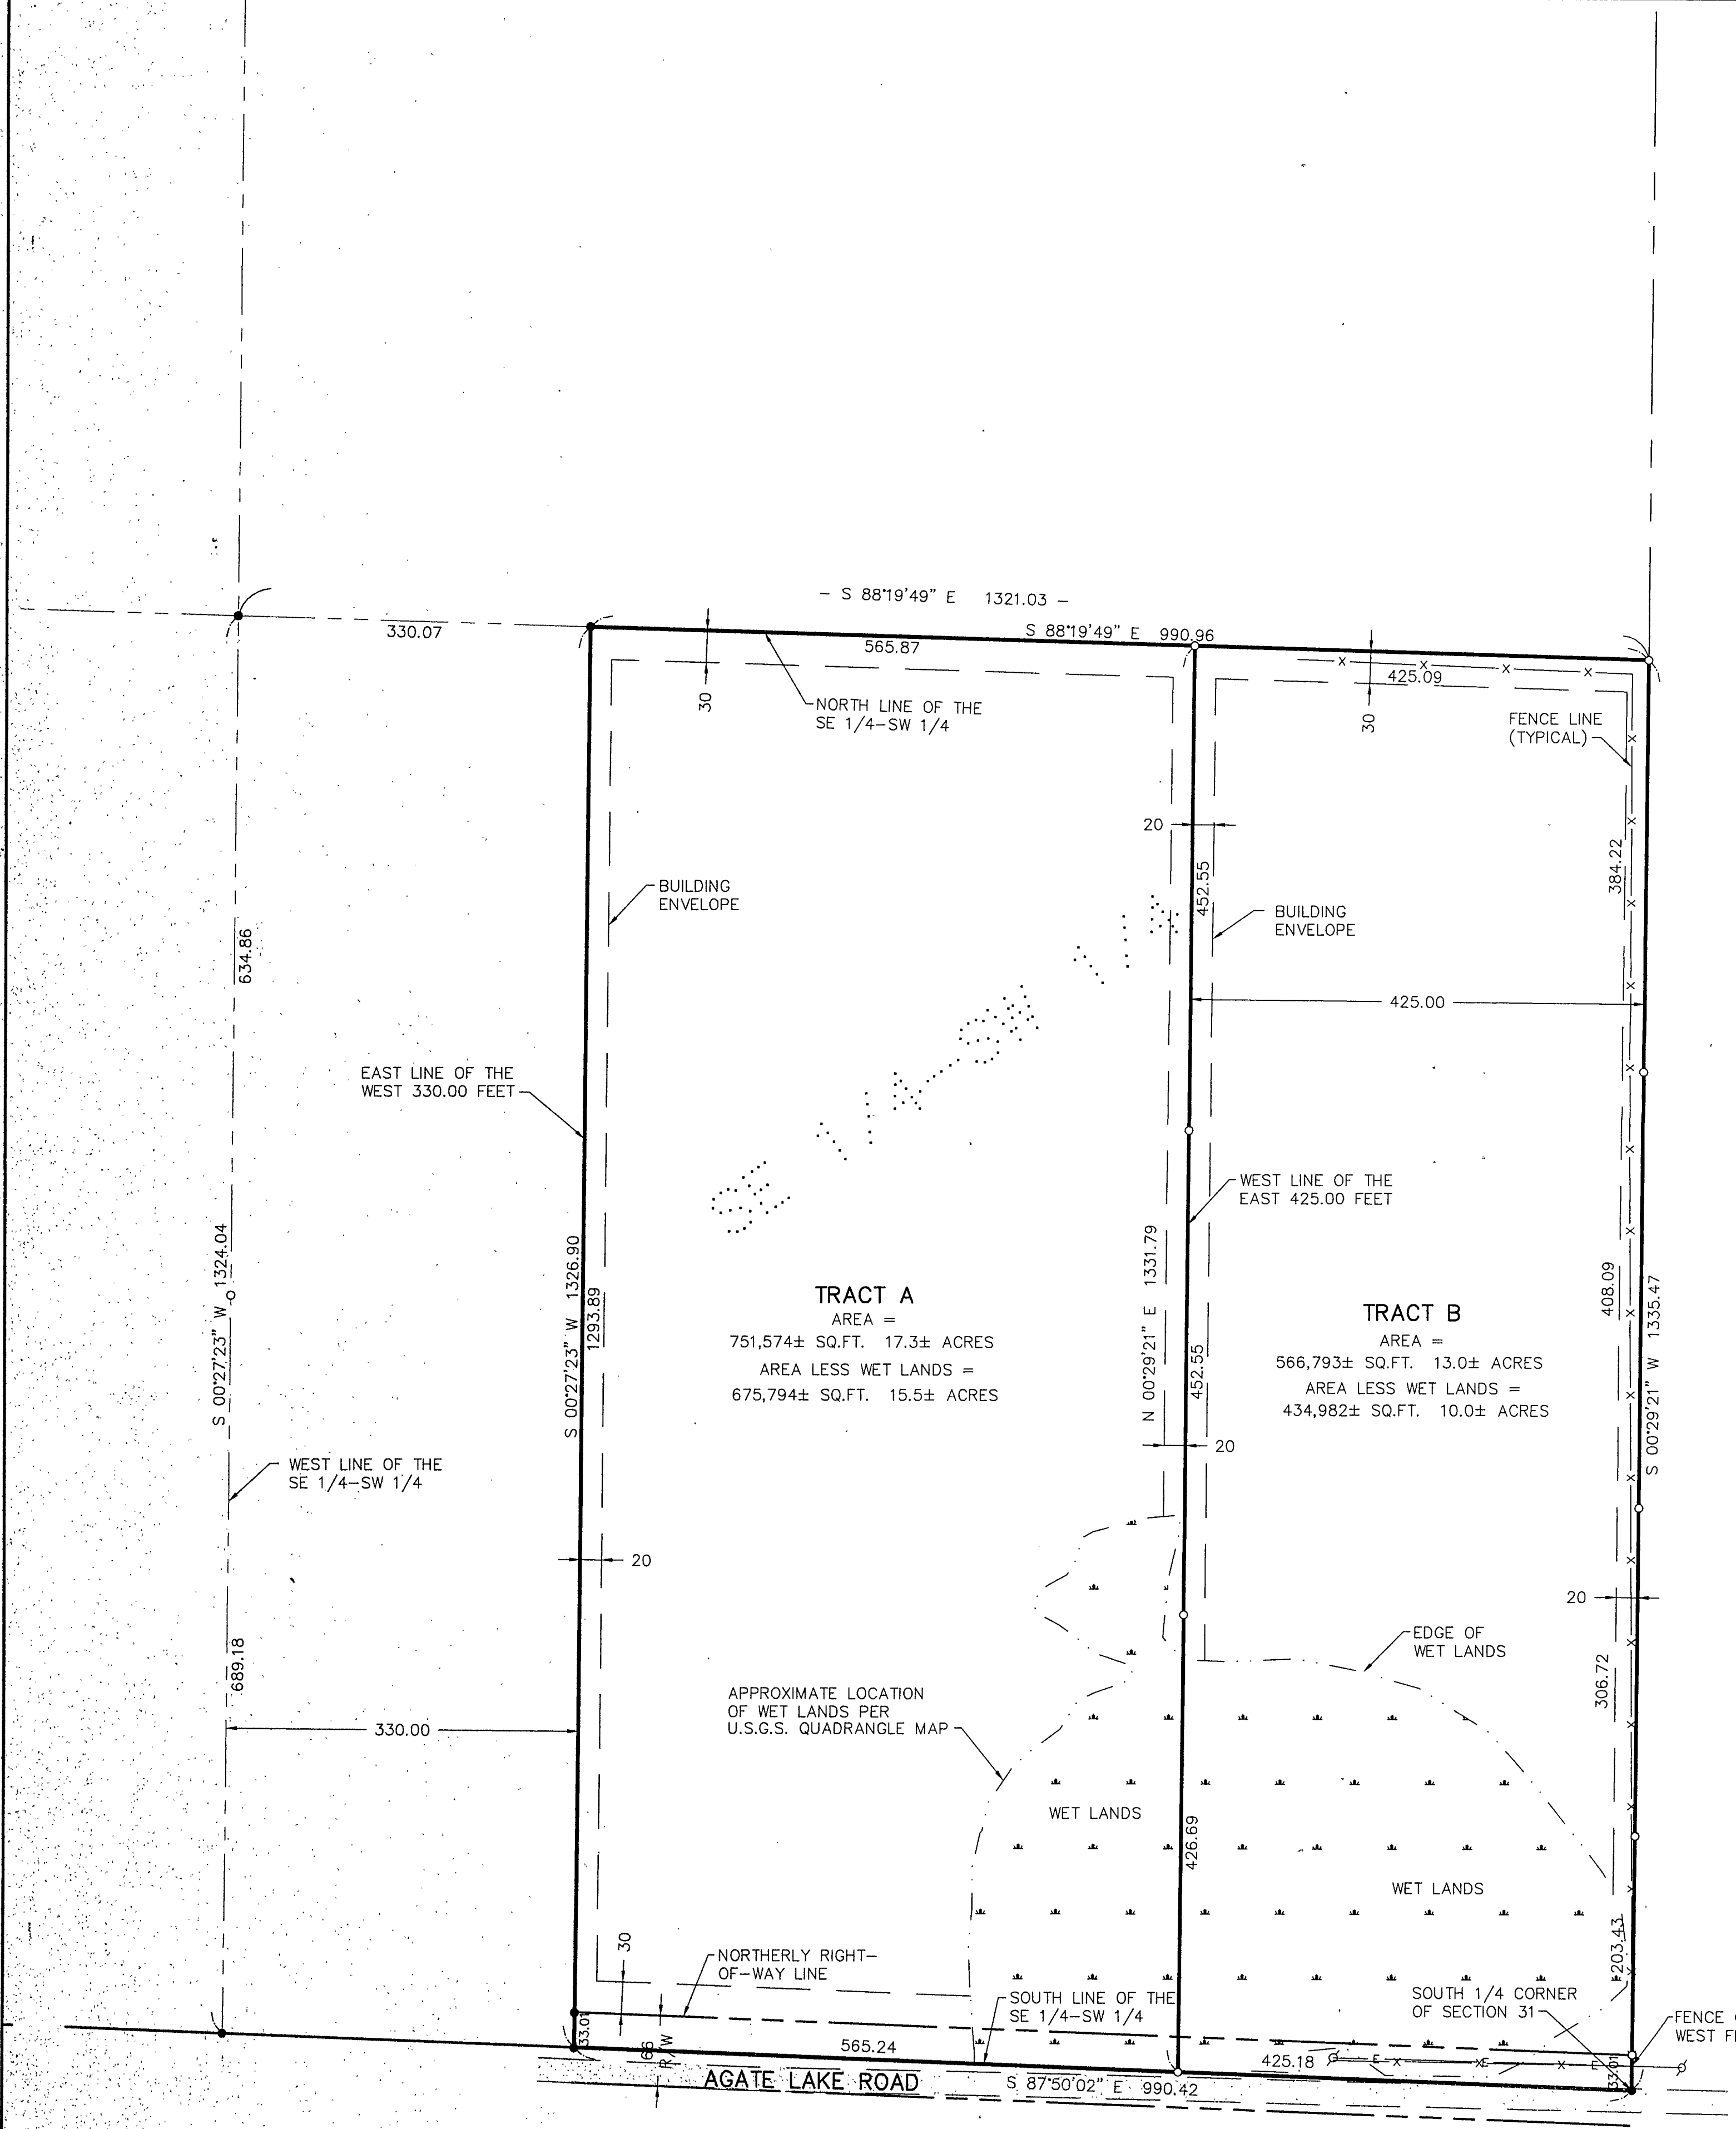 - S 88°19'49" E 1321.03 -
330.07
S 88°19'49" E 990.96
565.87
425.09
30
NORTH LINE OF THE
SE 1/4-SW 1/4
30
FENCE LINE
(TYPICAL)
20
452.55
384.22
BUILDING
ENVELOPE
BUILDING
ENVELOPE
634.86
425.00
SE 1/4-SW 1/4
EAST LINE OF THE
WEST 330.00 FEET
WEST LINE OF THE
EAST 425.00 FEET
S 00°27'23" W 1324.04
S 00°27'23" W 1326.90
1293.89
N 00°29'21" E 1331.79
452.55
408.09
S 00°29'21" W 1335.47
TRACT A
AREA =
751,574± SQ.FT. 17.3± ACRES
AREA LESS WET LANDS =
675,794± SQ.FT. 15.5± ACRES
TRACT B
AREA =
566,793± SQ.FT. 13.0± ACRES
AREA LESS WET LANDS =
434,982± SQ.FT. 10.0± ACRES
20
WEST LINE OF THE
SE 1/4-SW 1/4
20
20
EDGE OF
WET LANDS
689.18
306.72
APPROXIMATE LOCATION
OF WET LANDS PER
U.S.G.S. QUADRANGLE MAP
330.00
WET LANDS
426.69
WET LANDS
30
NORTHERLY RIGHT-
OF-WAY LINE
203.43
SOUTH LINE OF THE
SE 1/4-SW 1/4
SOUTH 1/4 CORNER
OF SECTION 31
FENCE
WEST
33.01
66
R/W
565.24
425.18
E
E
E
33.01
AGATE LAKE ROAD
S 87°50'02" E 990.42